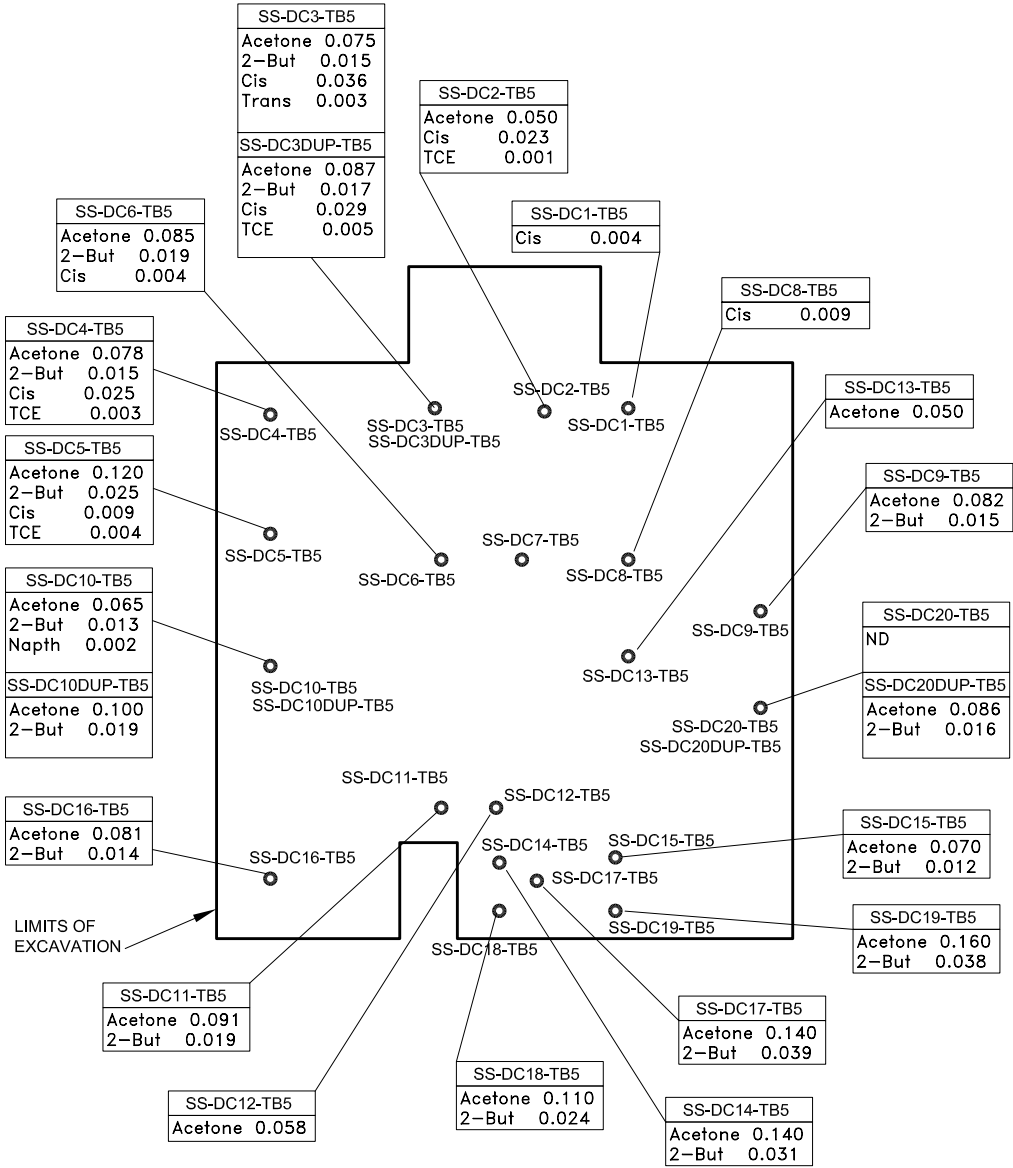 SS-DC3-TB5
Acetone 0.075
2-But 0.015
Cis 0.036
Trans 0.003
SS-DC3DUP-TB5
Acetone 0.087
2-But 0.017
Cis 0.029
TCE 0.005
SS-DC2-TB5
Acetone 0.050
Cis 0.023
TCE 0.001
SS-DC6-TB5
Acetone 0.085
2-But 0.019
Cis 0.004
SS-DC1-TB5
Cis 0.004
SS-DC8-TB5
Cis 0.009
SS-DC4-TB5
Acetone 0.078
2-But 0.015
Cis 0.025
TCE 0.003
SS-DC13-TB5
Acetone 0.050
SS-DC2-TB5
SS-DC4-TB5
SS-DC3-TB5
SS-DC3DUP-TB5
SS-DC1-TB5
SS-DC5-TB5
Acetone 0.120
2-But 0.025
Cis 0.009
TCE 0.004
SS-DC9-TB5
Acetone 0.082
2-But 0.015
SS-DC5-TB5
SS-DC6-TB5
SS-DC7-TB5
SS-DC8-TB5
SS-DC10-TB5
Acetone 0.065
2-But 0.013
Napth 0.002
SS-DC10DUP-TB5
Acetone 0.100
2-But 0.019
SS-DC9-TB5
SS-DC20-TB5
ND
SS-DC20DUP-TB5
Acetone 0.086
2-But 0.016
SS-DC10-TB5
SS-DC10DUP-TB5
SS-DC13-TB5
SS-DC20-TB5
SS-DC20DUP-TB5
SS-DC11-TB5
SS-DC12-TB5
SS-DC16-TB5
Acetone 0.081
2-But 0.014
SS-DC16-TB5
SS-DC14-TB5
SS-DC15-TB5
SS-DC17-TB5
SS-DC15-TB5
Acetone 0.070
2-But 0.012
LIMITS OF
EXCAVATION
SS-DC18-TB5
SS-DC19-TB5
SS-DC19-TB5
Acetone 0.160
2-But 0.038
SS-DC11-TB5
Acetone 0.091
2-But 0.019
SS-DC17-TB5
Acetone 0.140
2-But 0.039
SS-DC12-TB5
Acetone 0.058
SS-DC18-TB5
Acetone 0.110
2-But 0.024
SS-DC14-TB5
Acetone 0.140
2-But 0.031